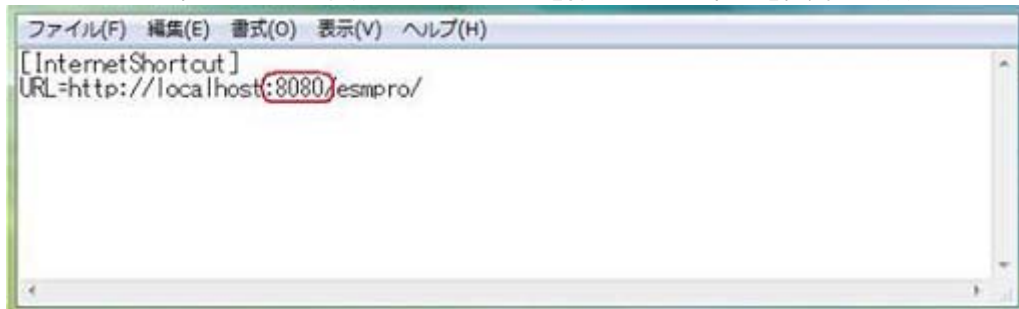 ファイル(F) 編集(E) 書式(O) 表示(V) ヘルプ(H)
[InternetShortcut]
URL=http://localhost:8080/esmpro/